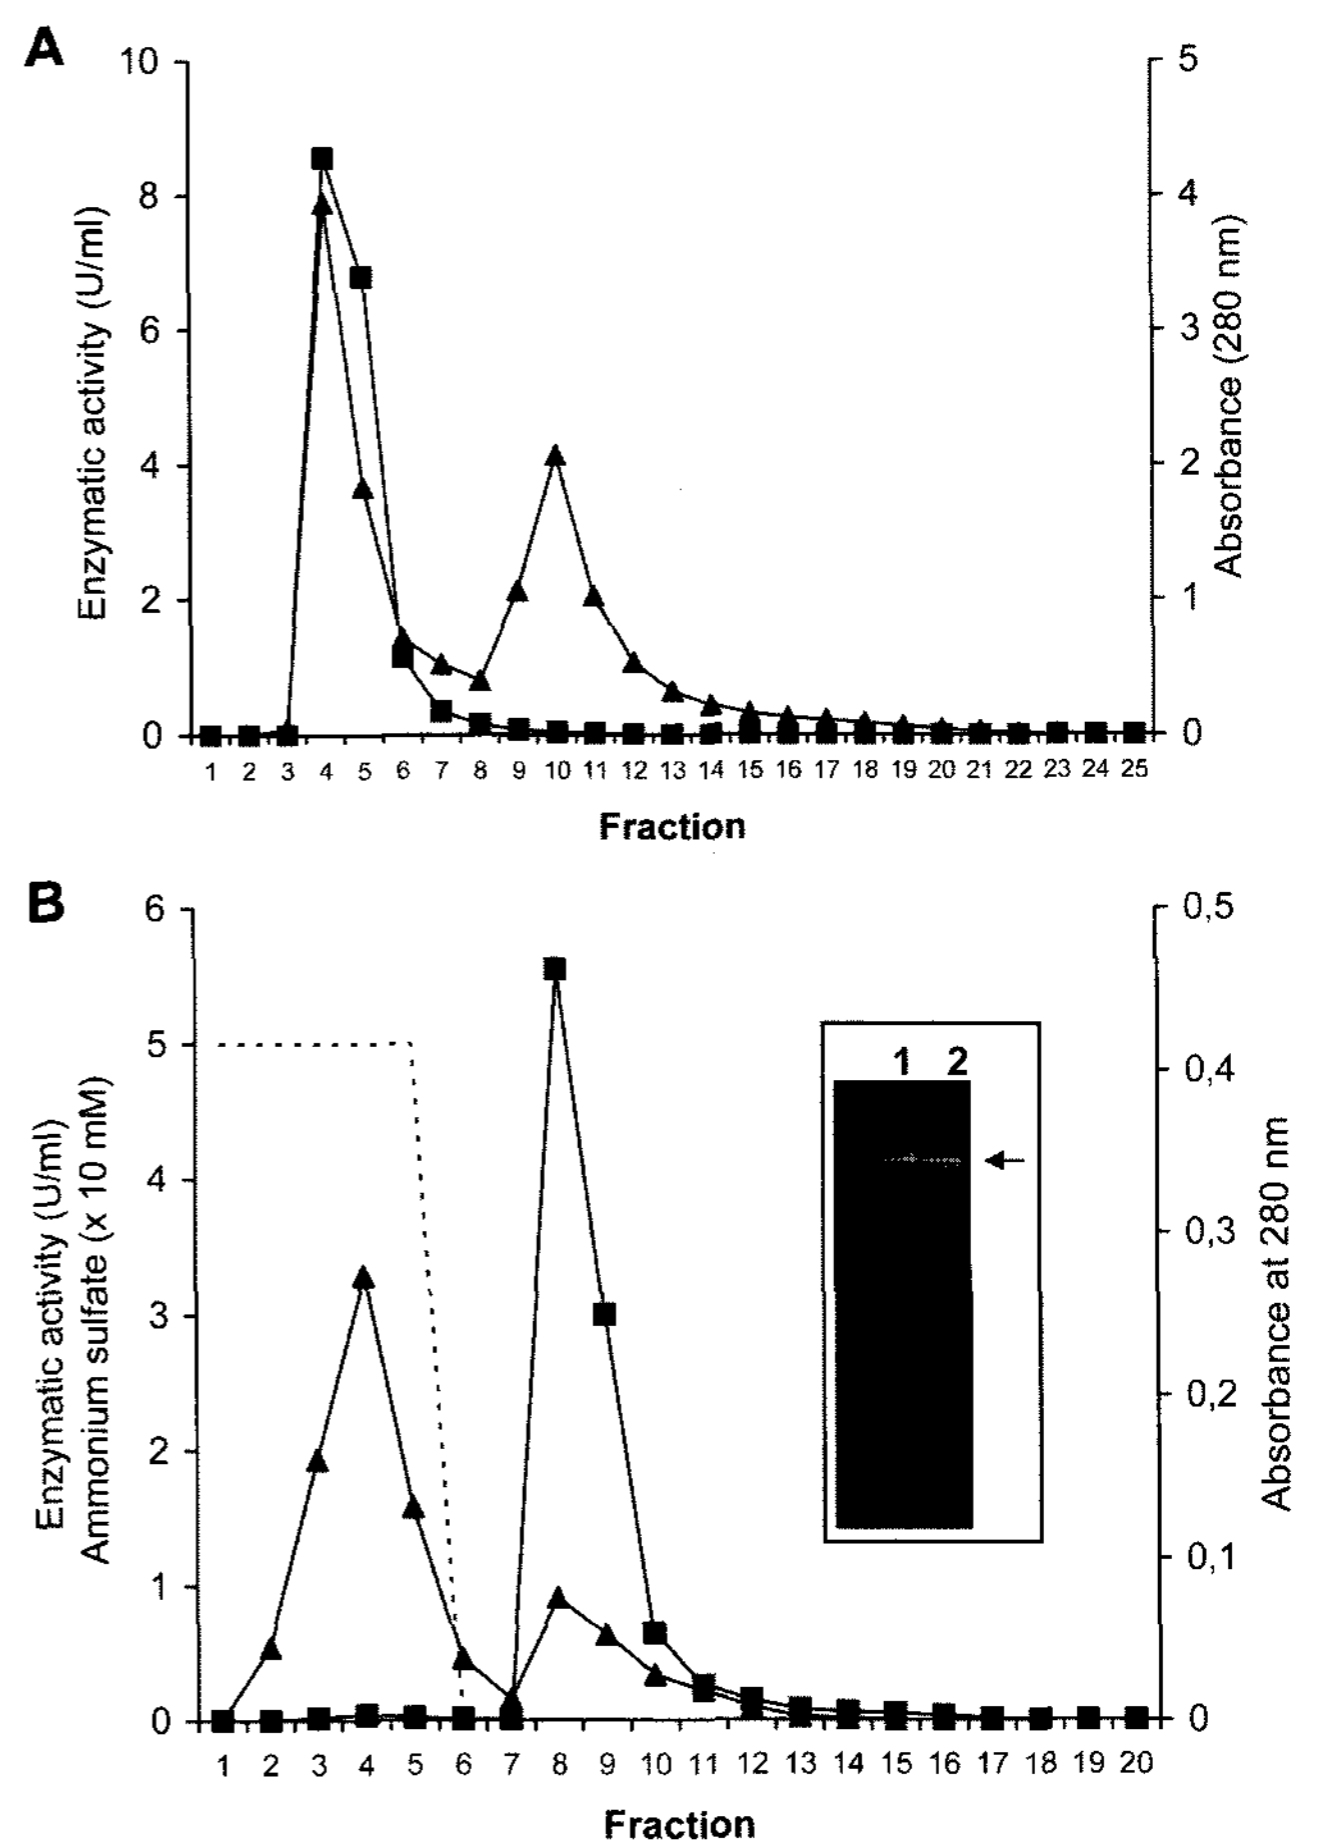 A
10
8
6
4
2
0
Enzymatic activity (U/ml)
5
4
3
2
1
0
Absorbance (280 nm)
1 2 3 4 5 6 7 8 9 10 11 12 13 14 15 16 17 18 19 20 21 22 23 24 25
Fraction
B
6
5
4
3
2
1
0
Enzymatic activity (U/ml)
Ammonium sulfate (x 10 mM)
1 2
0,5
0,4
0,3
0,2
0,1
0
Absorbance at 280 nm
1 2 3 4 5 6 7 8 9 10 11 12 13 14 15 16 17 18 19 20
Fraction